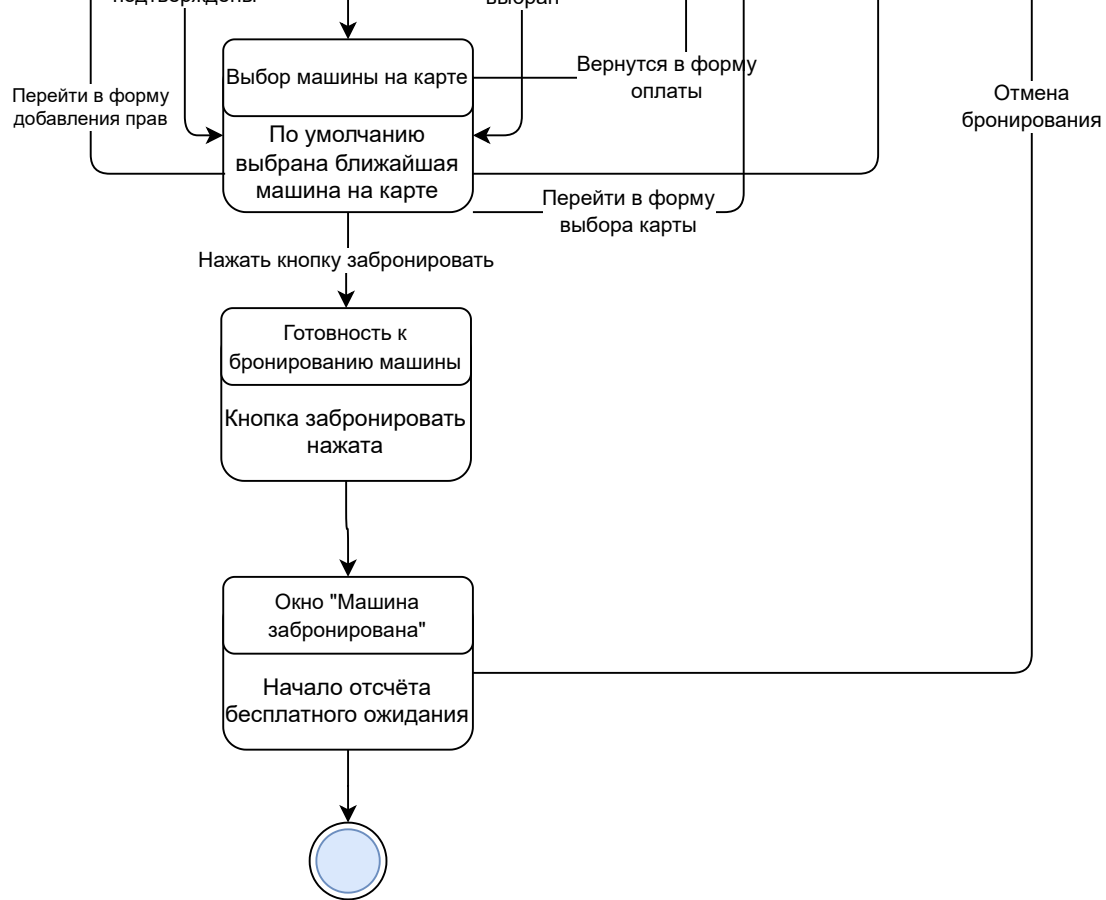 подтверждены
выбран
Выбор машины на карте
Вернутся в форму
оплаты
Перейти в форму
добавления прав
Отмена
бронирования
По умолчанию
выбрана ближайшая
машина на карте
Перейти в форму
выбора карты
Нажать кнопку забронировать
Готовность к
бронированию машины
Кнопка забронировать
нажата
Окно "Машина
забронирована"
Начало отсчёта
бесплатного ожидания